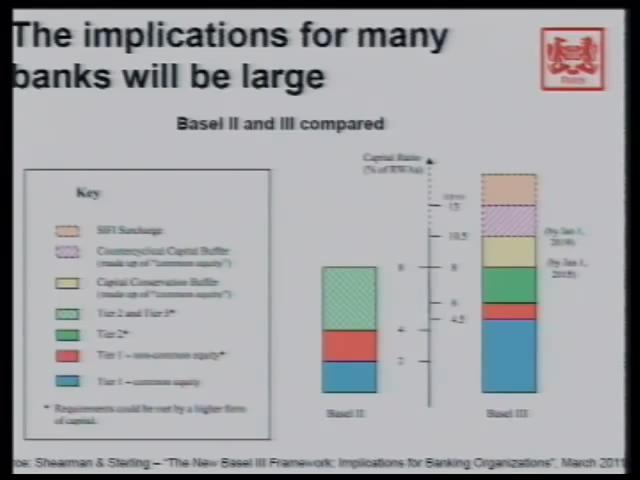 The implications for many
banks will be large
Basel II and III compared
Capital Ratio
(% of RWAs)
Key
SIFI Surcharge
Countercyclical Capital Buffer
(made up of "common equity")
Capital Conservation Buffer
(made up of "common equity")
Tier 2 and Tier 3*
Tier 2*
Tier 1 – non-common equity*
Tier 1 – common equity
* Requirements could be met by a higher form
of capital.
8
4
2
13
10.5
8
6
4.5
(by Jan 1,
2019)
(by Jan 1,
2015)
Basel II
Basel III
rce: Shearman & Sterling – "The New Basel III Framework: Implications for Banking Organizations", March 2011